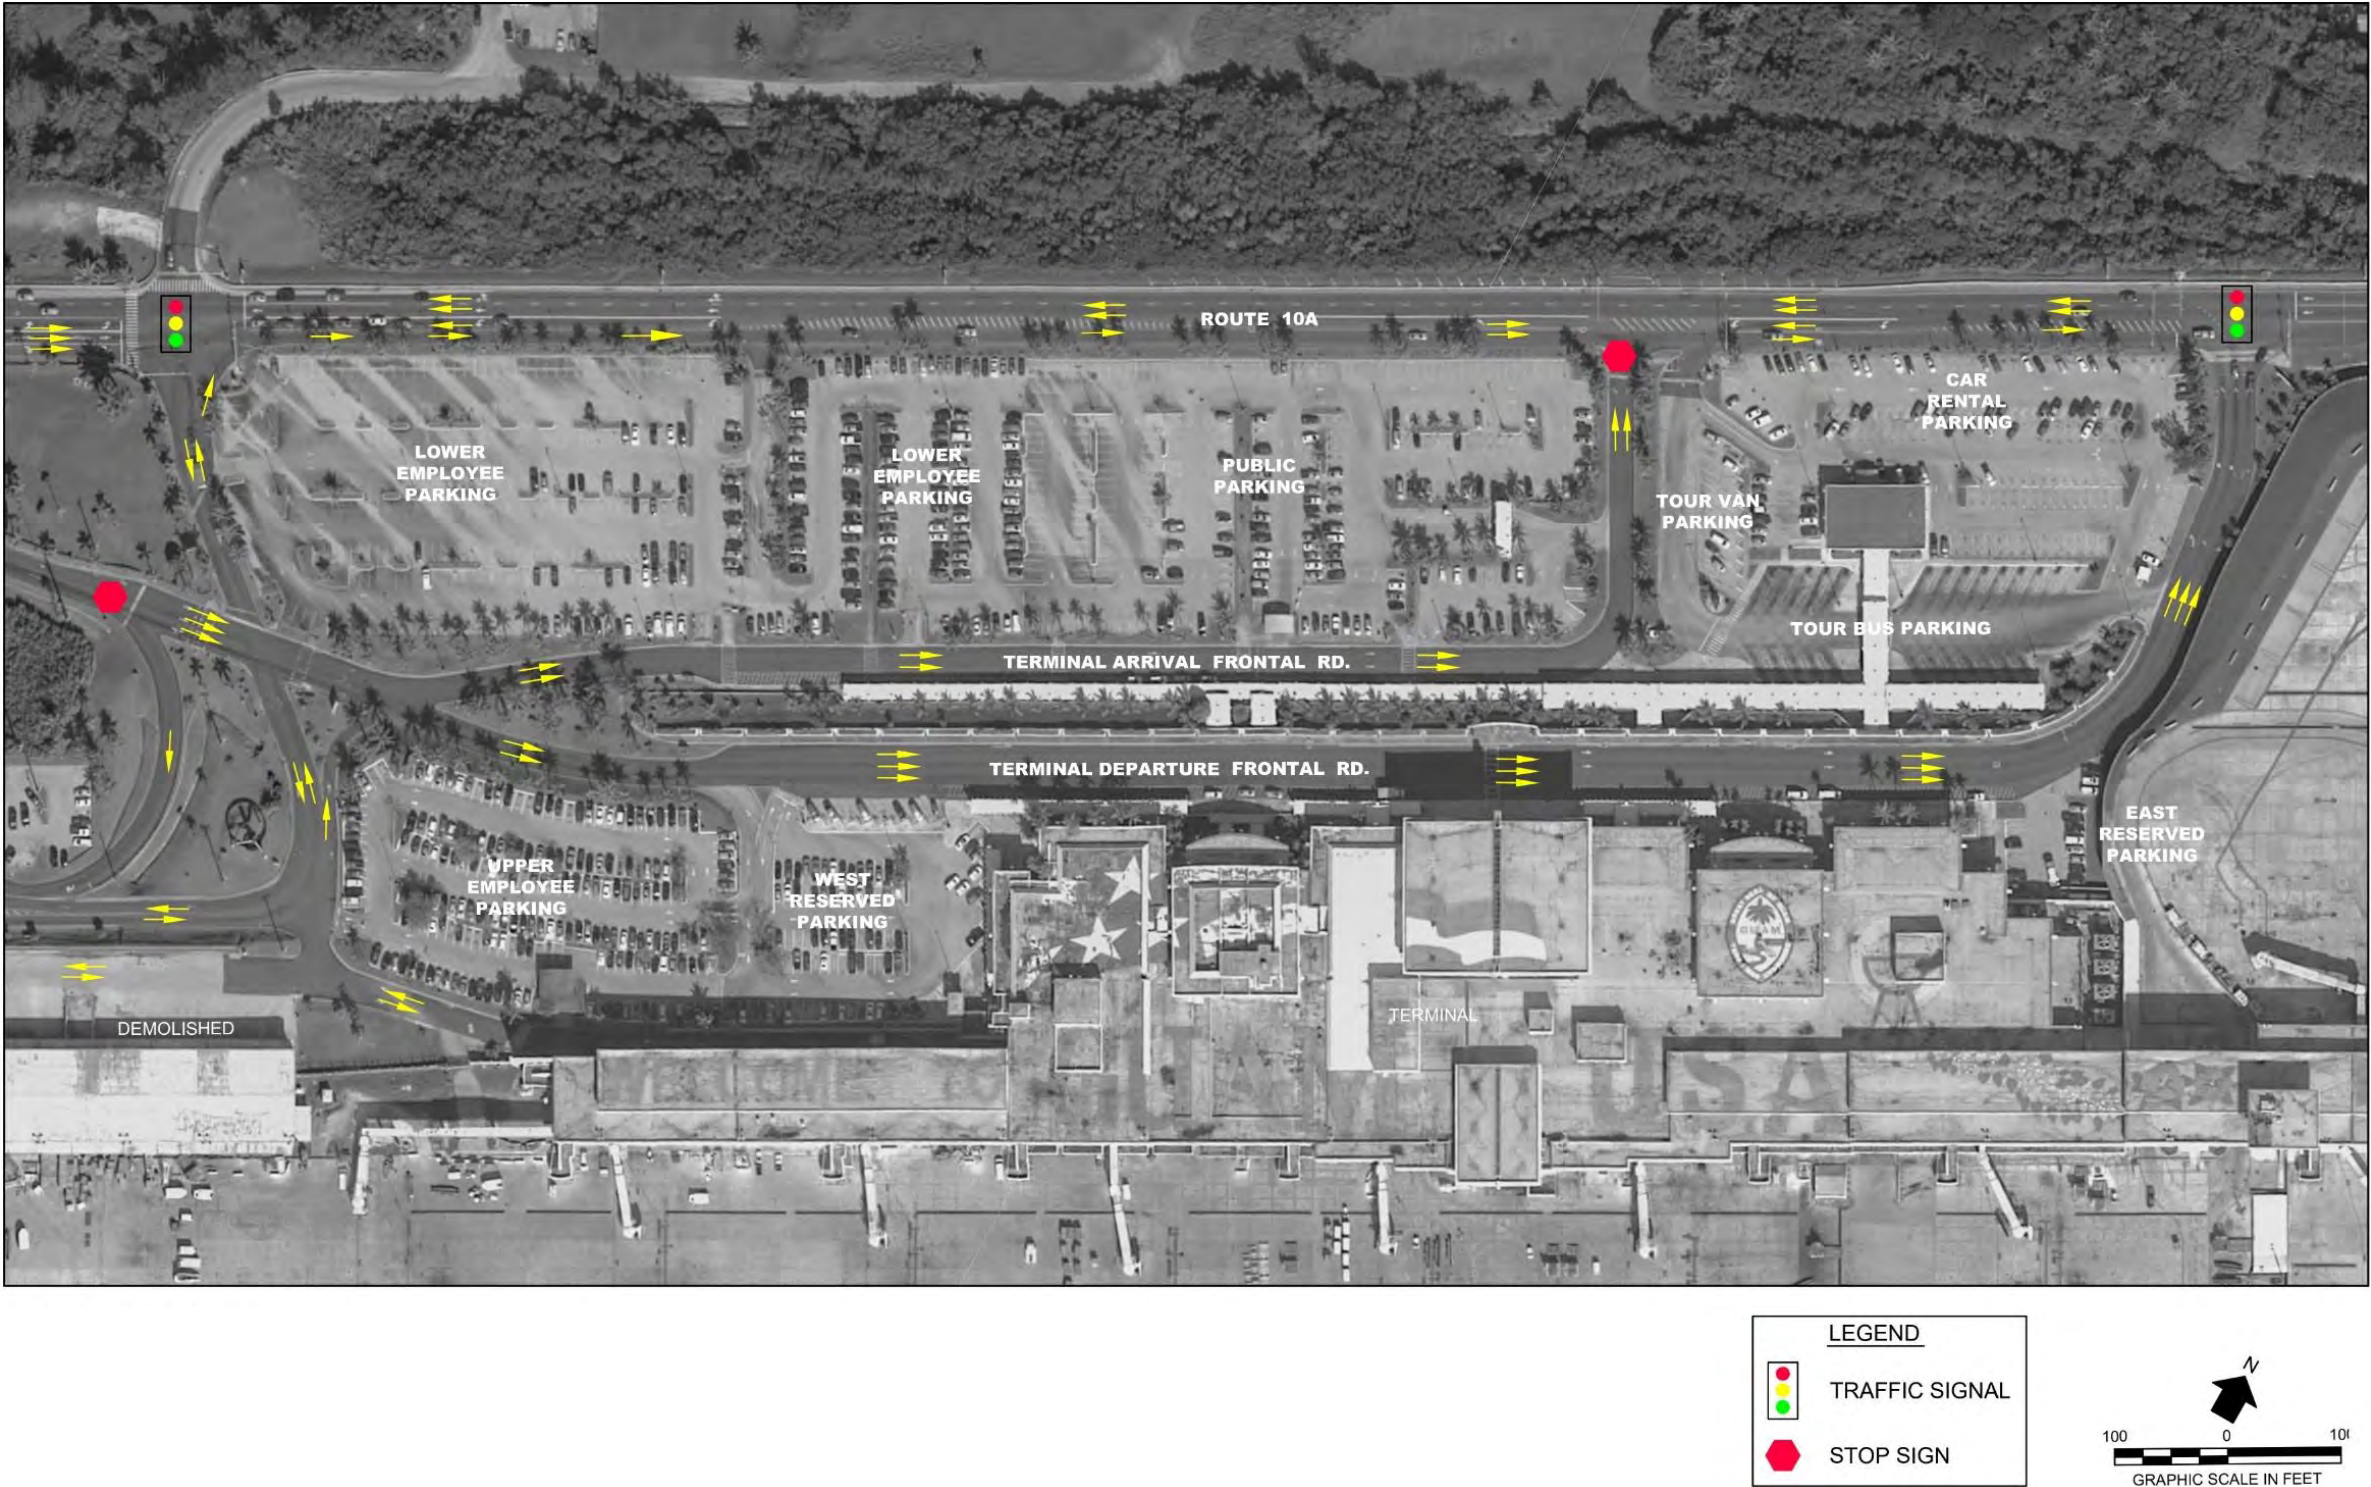 ROUTE 10A
CAR
RENTAL
PARKING
LOWER
EMPLOYEE
PARKING
LOWER
EMPLOYEE
PARKING
PUBLIC
PARKING
TOUR VAN
PARKING
TOUR BUS PARKING
TERMINAL ARRIVAL FRONTAL RD.
TERMINAL DEPARTURE FRONTAL RD.
EAST
RESERVED
PARKING
UPPER
EMPLOYEE
PARKING
WEST
RESERVED
PARKING
GUAM
DEMOLISHED
TERMINAL
USA
LEGEND
TRAFFIC SIGNAL
STOP SIGN
N
100 0
GRAPHIC SCALE IN FEET